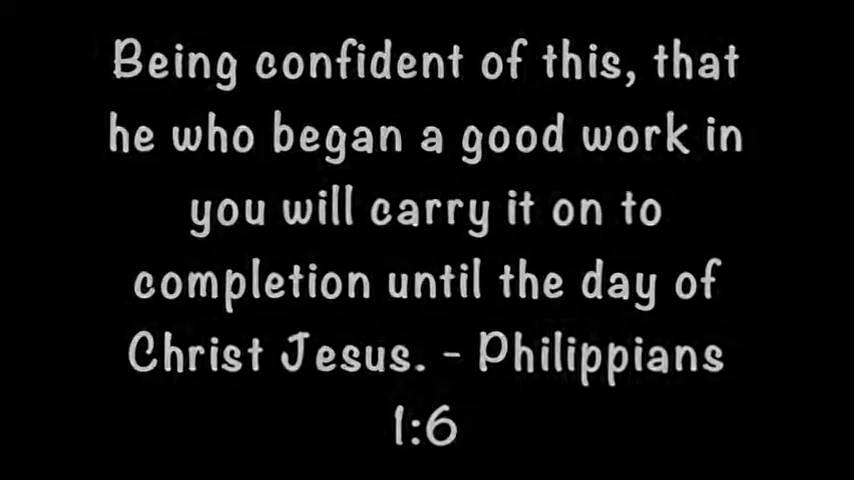 Being confident of this, that
he who began a good work in
you will carry it on to
completion until the day of
Christ Jesus. - Philippians
1:6